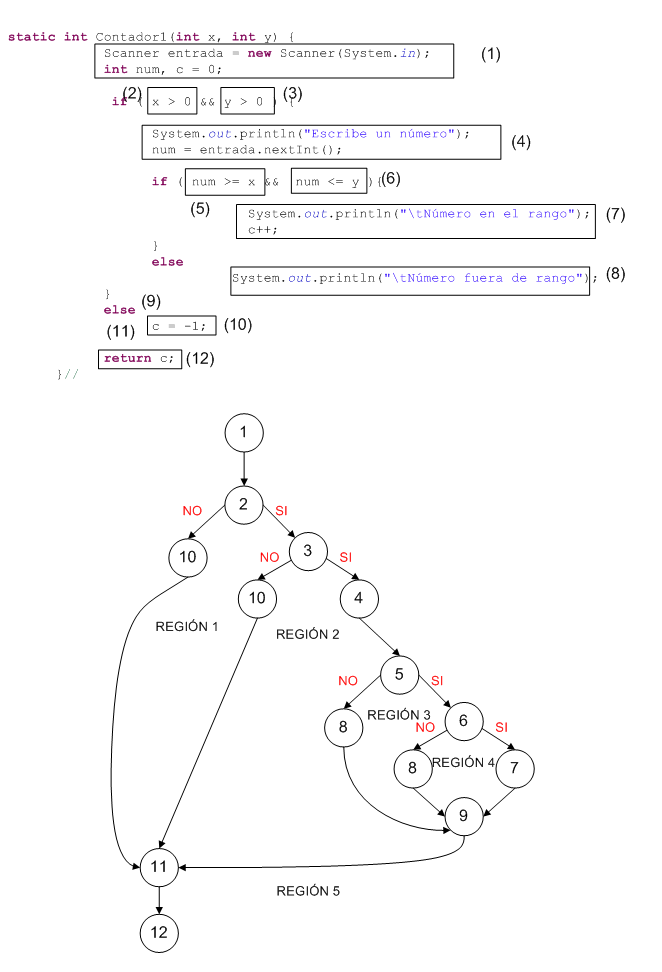 static int Contador1(int x, int y) {
Scanner entrada = new Scanner(System.in); (1)
int num, c = 0;
(2) (3)
if ( x > 0 && y > 0 ) {
System.out.println("Escribe un número"); (4)
num = entrada.nextInt();
if ( num >= x && num <= y ){ (6)
(5)
System.out.println("\tNúmero en el rango"); (7)
c++;
}
else
System.out.println("\tNúmero fuera de rango"); (8)
}
else (9)
(11) c = -1; (10)
return c; (12)
}//
1
2
NO SI
10 3
NO SI
10 4
REGIÓN 1 REGIÓN 2
5
NO SI
8 REGIÓN 3 6
NO SI
8 REGIÓN 4 7
9
11
REGIÓN 5
12